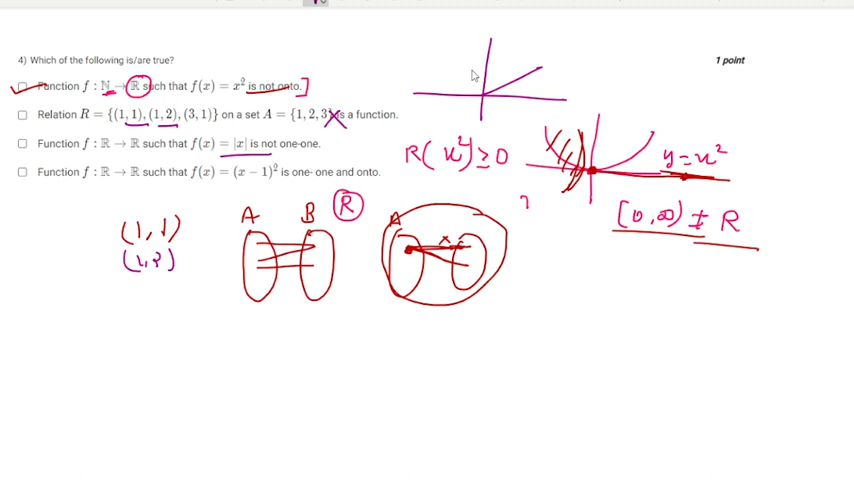 4) Which of the following is/are true?
1 point
Function f : ℕ → ℝ such that f(x) = x² is not onto.
Relation R = {(1, 1), (1, 2), (3, 1)} on a set A = {1, 2, 3} is a function.
Function f : ℝ → ℝ such that f(x) = |x| is not one-one.
Function f : ℝ → ℝ such that f(x) = (x − 1)² is one- one and onto.
R(x²) ≥ 0
y = x²
[0, ∞) ≠ R
(1, 1)
(1, 2)
A B R
A x